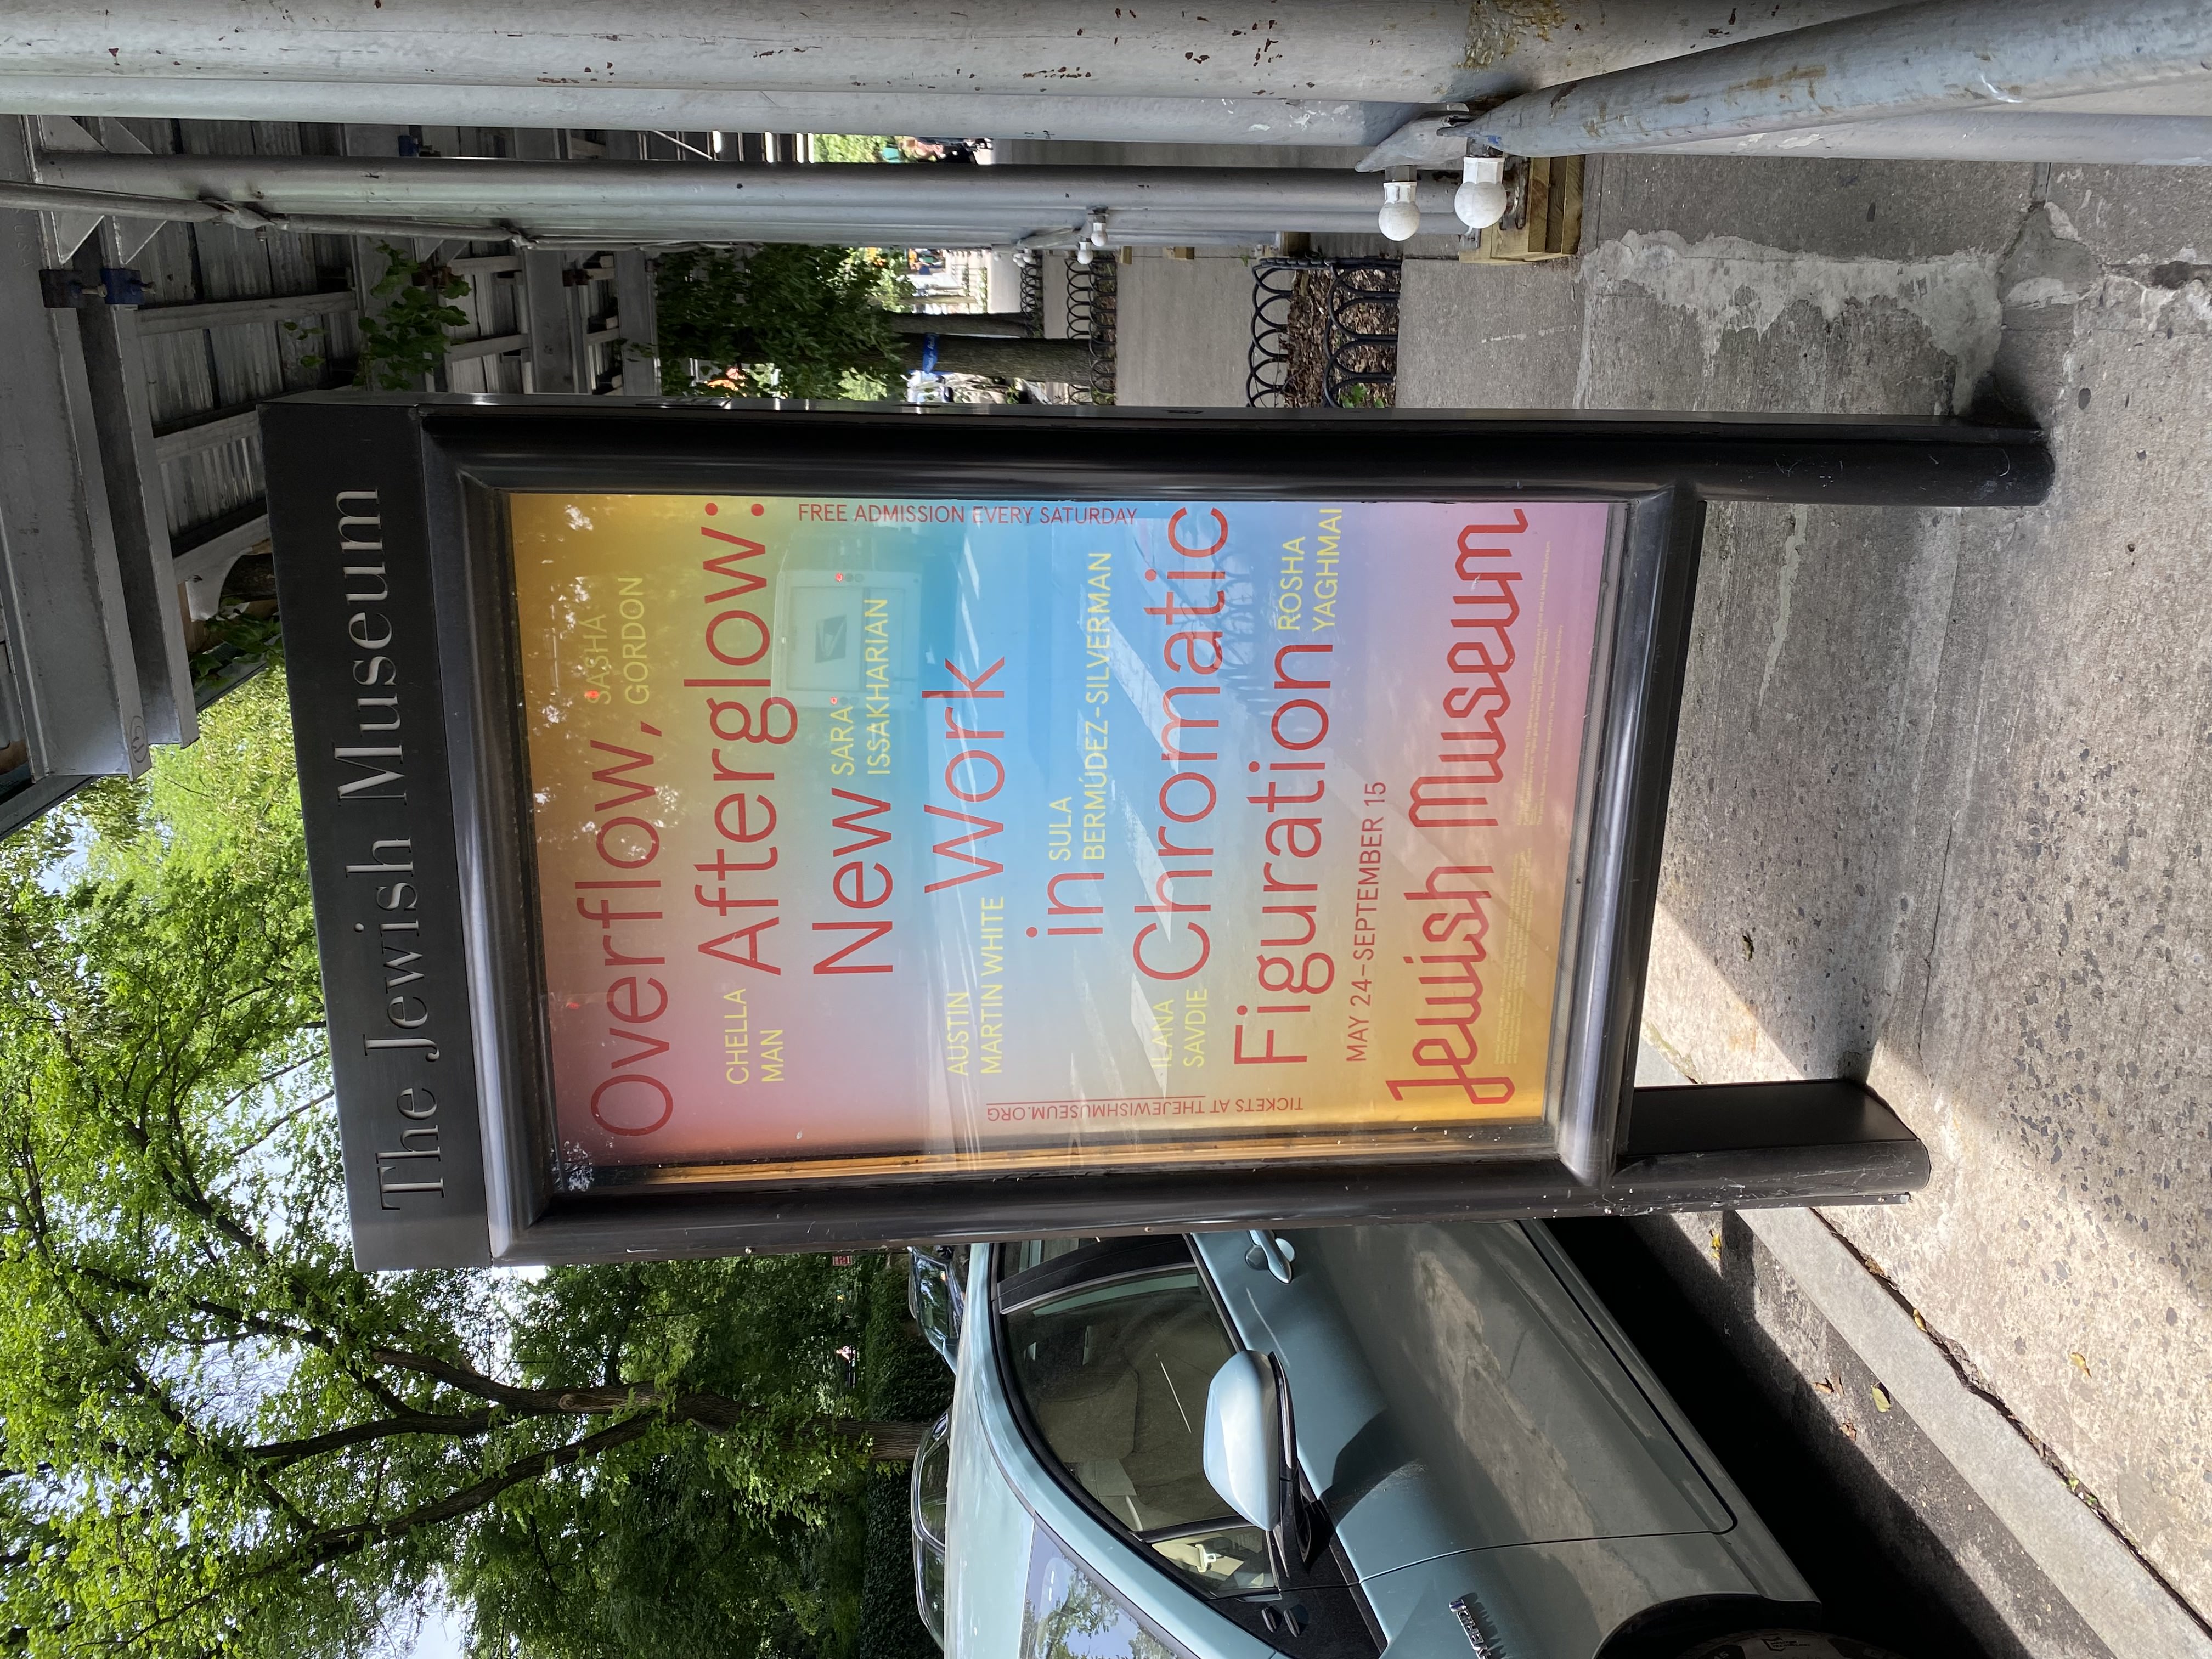 The Jewish Museum
Overflow,
SASHA
GORDON
CHELLA
MAN
Afterglow:
New
SARA
ISSAKHARIAN
AUSTIN
MARTIN WHITE
Work
in
SULA
BERMÚDEZ-SILVERMAN
ILANA
SAVDIE
Chromatic
Figuration
ROSHA
YAGHMAI
MAY 24–SEPTEMBER 15
Jewish Museum
TICKETS AT THEJEWISHMUSEUM.ORG
FREE ADMISSION EVERY SATURDAY